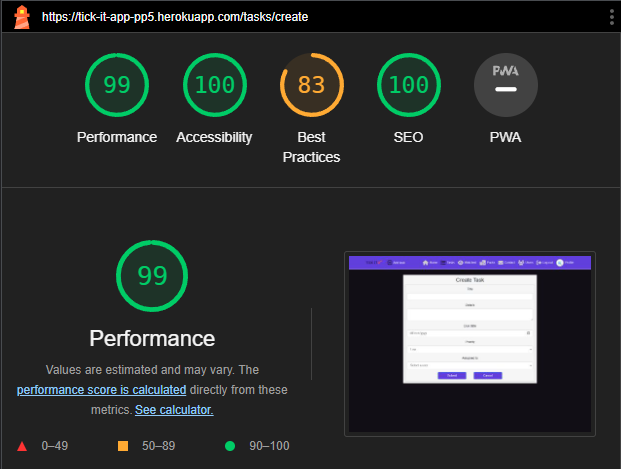 https://tick-it-app-pp5.herokuapp.com/tasks/create
99
100
83
100
PWA
Performance
Accessibility
Best
Practices
SEO
PWA
99
Performance
Values are estimated and may vary. The
performance score is calculated directly from these
metrics. See calculator.
0–49
50–89
90–100
Create Task